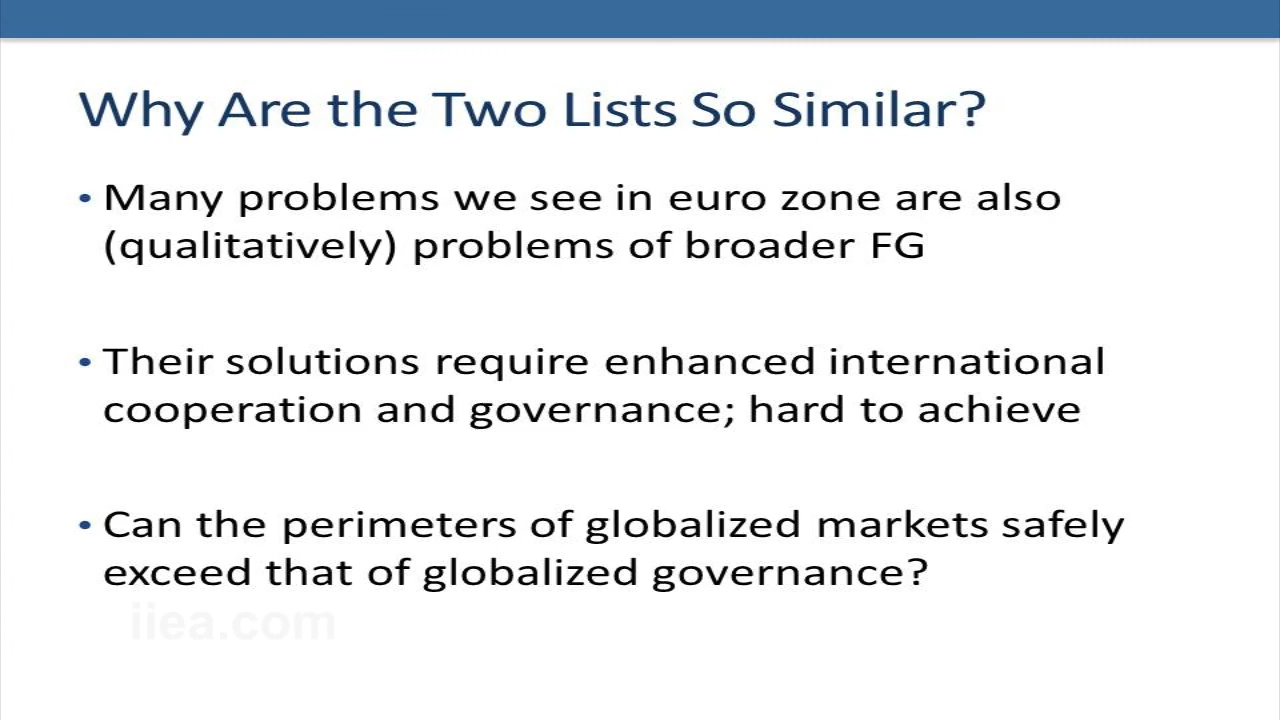 Why Are the Two Lists So Similar?
• Many problems we see in euro zone are also
(qualitatively) problems of broader FG
• Their solutions require enhanced international
cooperation and governance; hard to achieve
• Can the perimeters of globalized markets safely
exceed that of globalized governance?
iiea.com